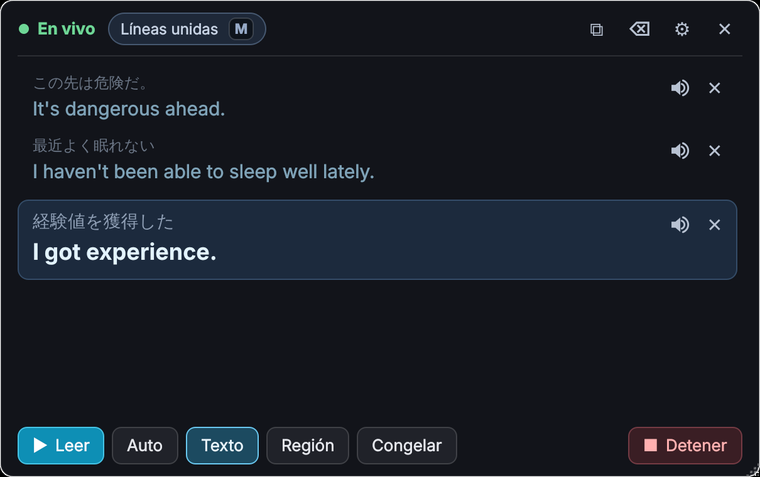 En vivo
Líneas unidas M
この先は危険だ。
It's dangerous ahead.
最近よく眠れない
I haven't been able to sleep well lately.
経験値を獲得した
I got experience.
Leer Auto Texto Región Congelar Detener